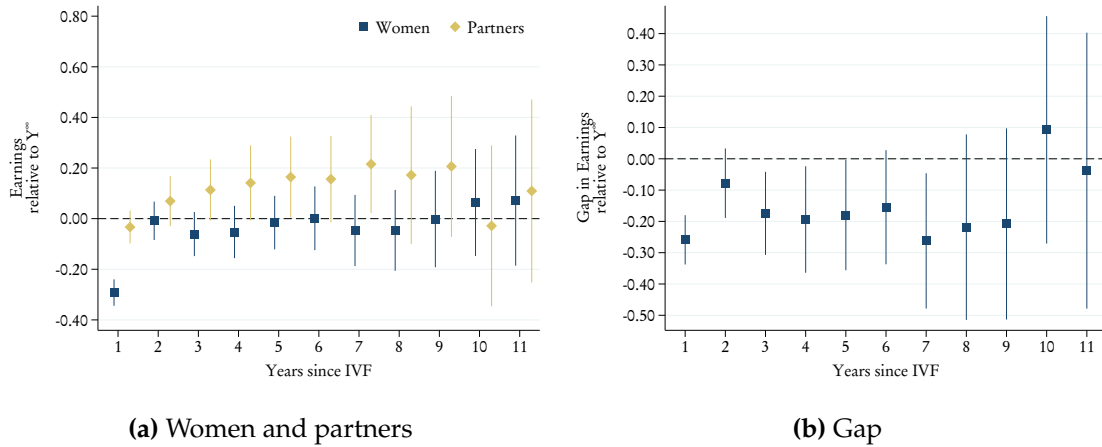 Women Partners
Earnings
relative to Y∞
0.80
0.60
0.40
0.20
0.00
-0.20
-0.40
1 2 3 4 5 6 7 8 9 10 11
Years since IVF
(a) Women and partners
Gap in Earnings
relative to Y∞
0.40
0.30
0.20
0.10
0.00
-0.10
-0.20
-0.30
-0.40
-0.50
1 2 3 4 5 6 7 8 9 10 11
Years since IVF
(b) Gap